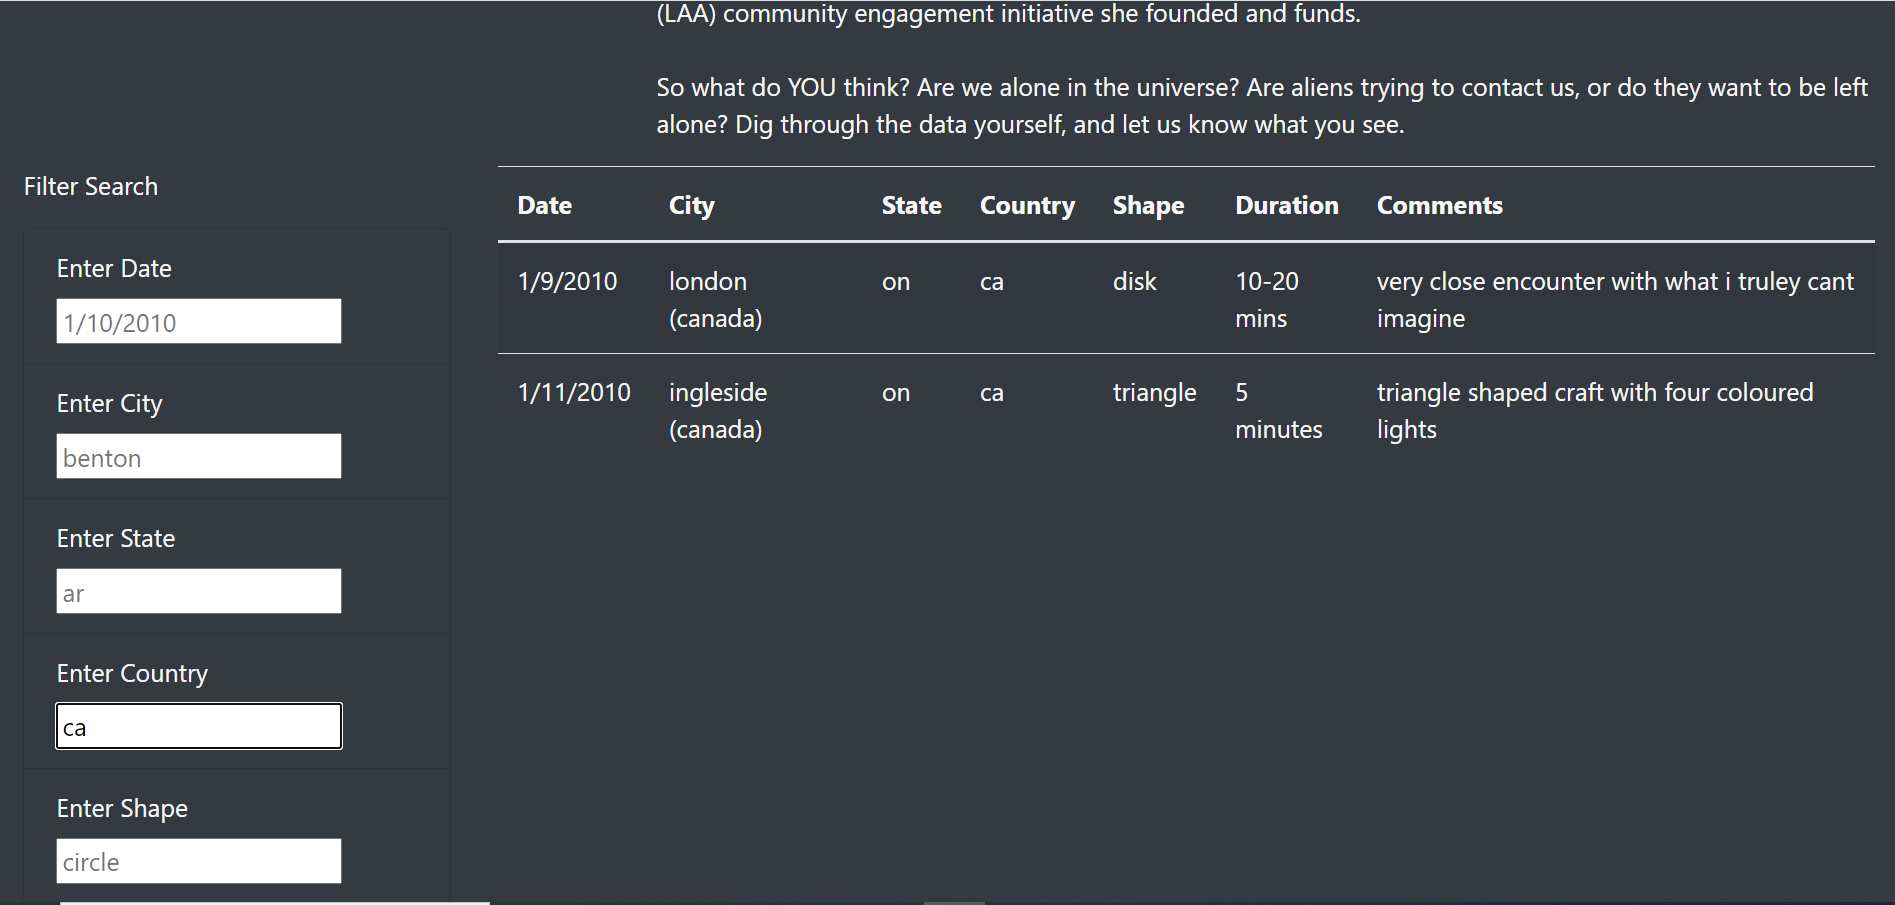 (LAA) community engagement initiative she founded and funds.
So what do YOU think? Are we alone in the universe? Are aliens trying to contact us, or do they want to be left
alone? Dig through the data yourself, and let us know what you see.
Filter Search
Enter Date
1/10/2010
Enter City
benton
Enter State
ar
Enter Country
ca
Enter Shape
circle
Date City State Country Shape Duration Comments
1/9/2010 london on ca disk 10-20 very close encounter with what i truley cant
(canada) mins imagine
1/11/2010 ingleside on ca triangle 5 triangle shaped craft with four coloured
(canada) minutes lights